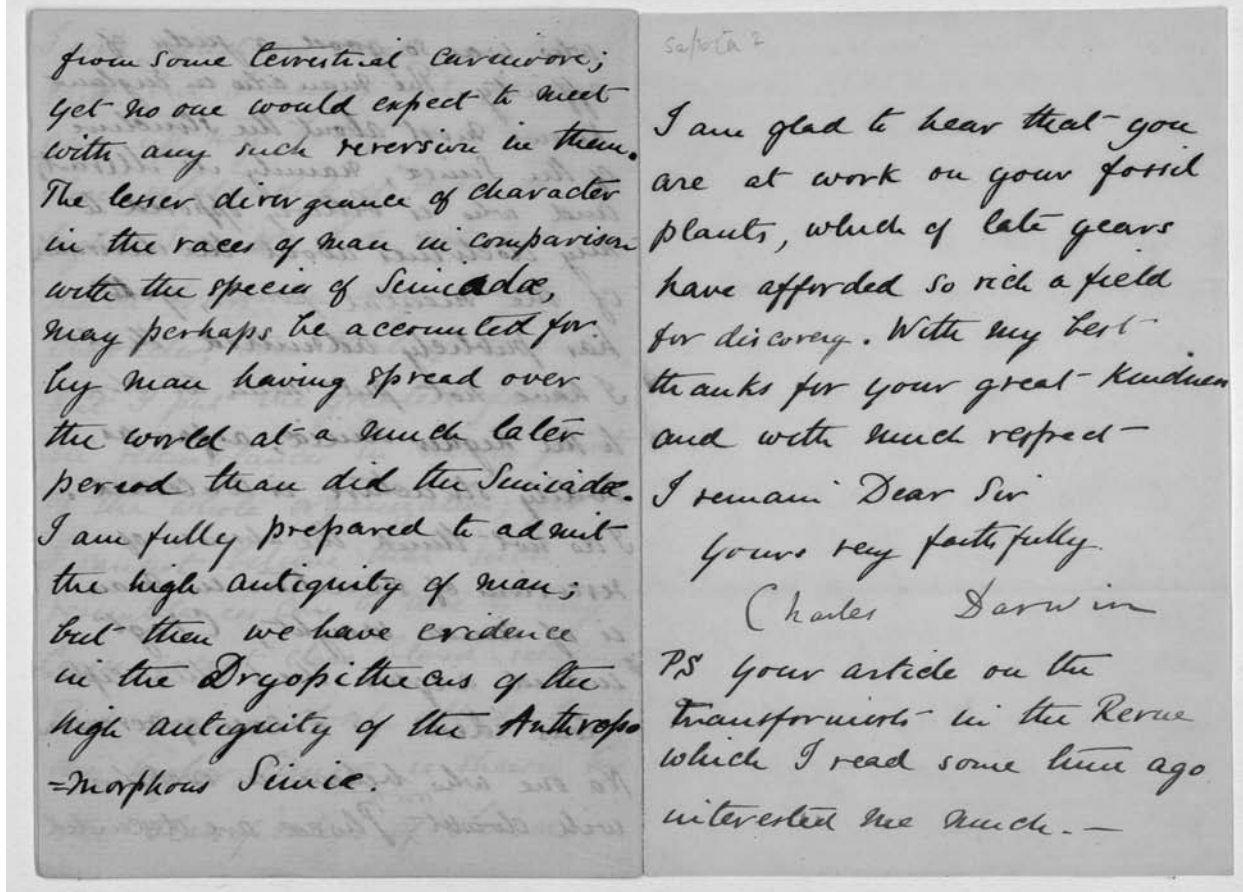 from some terrestrial carnivore;
yet no one would expect to meet
with any such reversion in them.
The lesser divergeance of character
in the races of man in comparison
with the species of Simiadæ,
may perhaps be accounted for
by man having spread over
the world at a much later
period than did the Simiadæ.
I am fully prepared to admit
the high antiquity of man;
but then we have evidence
in the Dryopithecus of the
high antiquity of the Anthropo
=morphous Simiæ.
Saporta ?
I am glad to hear that you
are at work on your fossil
plants, which of late years
have afforded so rich a field
for discovery. With my best
thanks for your great kindness
and with much respect—
I remain Dear Sir
yours very faithfully.
Charles Darwin
PS your article on the
transformists in the Revue
which I read some time ago
interested me much. —